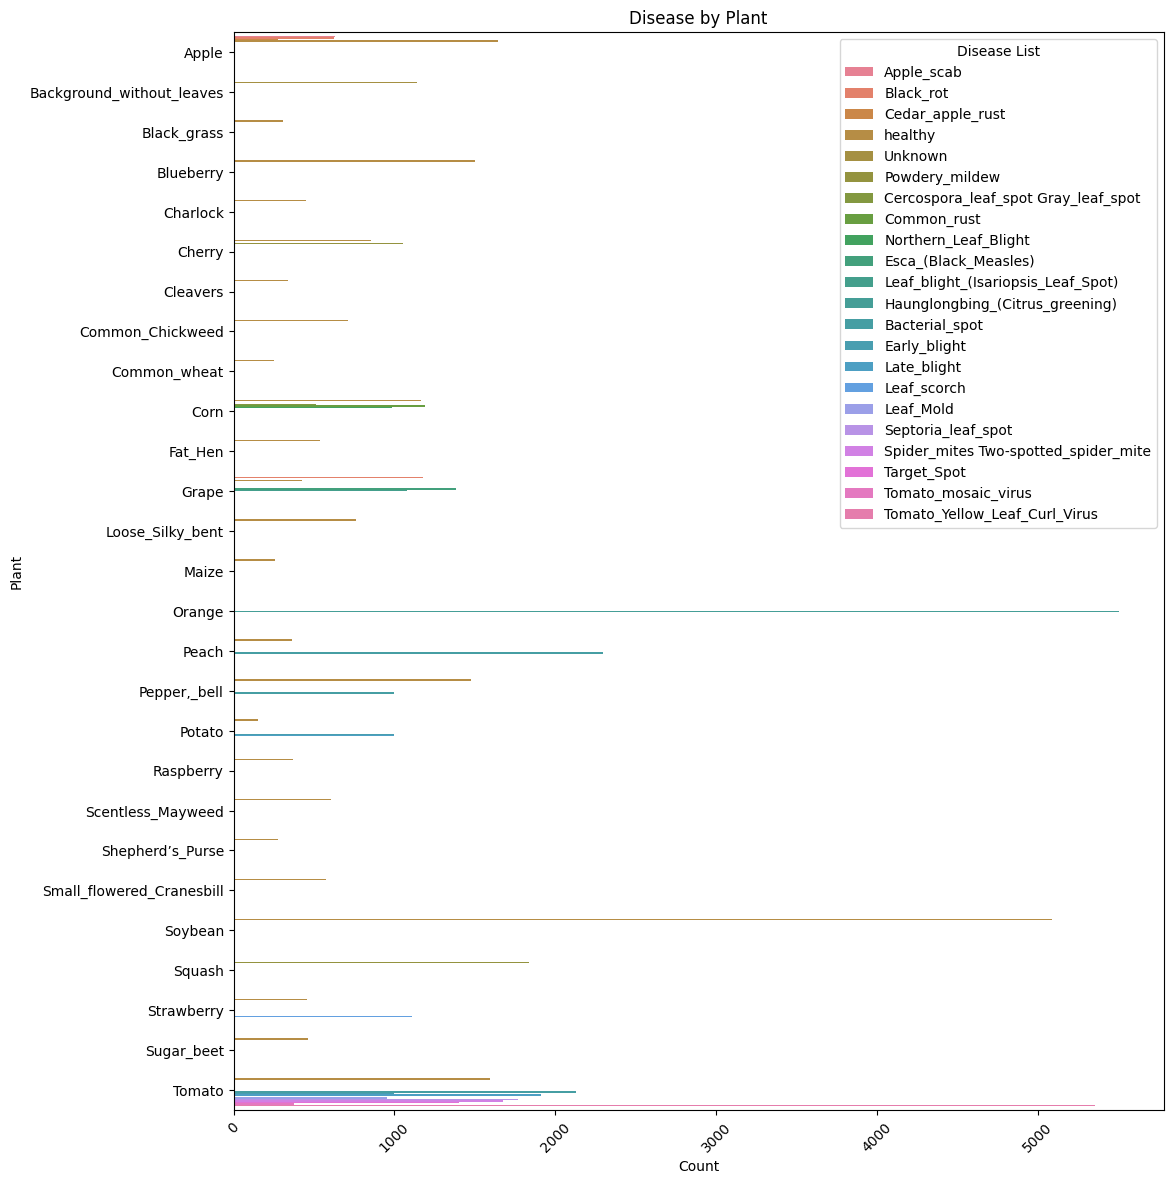 Disease by Plant
Disease List
Apple_scab
Black_rot
Cedar_apple_rust
healthy
Unknown
Powdery_mildew
Cercospora_leaf_spot Gray_leaf_spot
Common_rust
Northern_Leaf_Blight
Esca_(Black_Measles)
Leaf_blight_(Isariopsis_Leaf_Spot)
Haunglongbing_(Citrus_greening)
Bacterial_spot
Early_blight
Late_blight
Leaf_scorch
Leaf_Mold
Septoria_leaf_spot
Spider_mites Two-spotted_spider_mite
Target_Spot
Tomato_mosaic_virus
Tomato_Yellow_Leaf_Curl_Virus
Plant
Apple
Background_without_leaves
Black_grass
Blueberry
Charlock
Cherry
Cleavers
Common_Chickweed
Common_wheat
Corn
Fat_Hen
Grape
Loose_Silky_bent
Maize
Orange
Peach
Pepper,_bell
Potato
Raspberry
Scentless_Mayweed
Shepherd’s_Purse
Small_flowered_Cranesbill
Soybean
Squash
Strawberry
Sugar_beet
Tomato
0
1000
2000
3000
4000
5000
Count